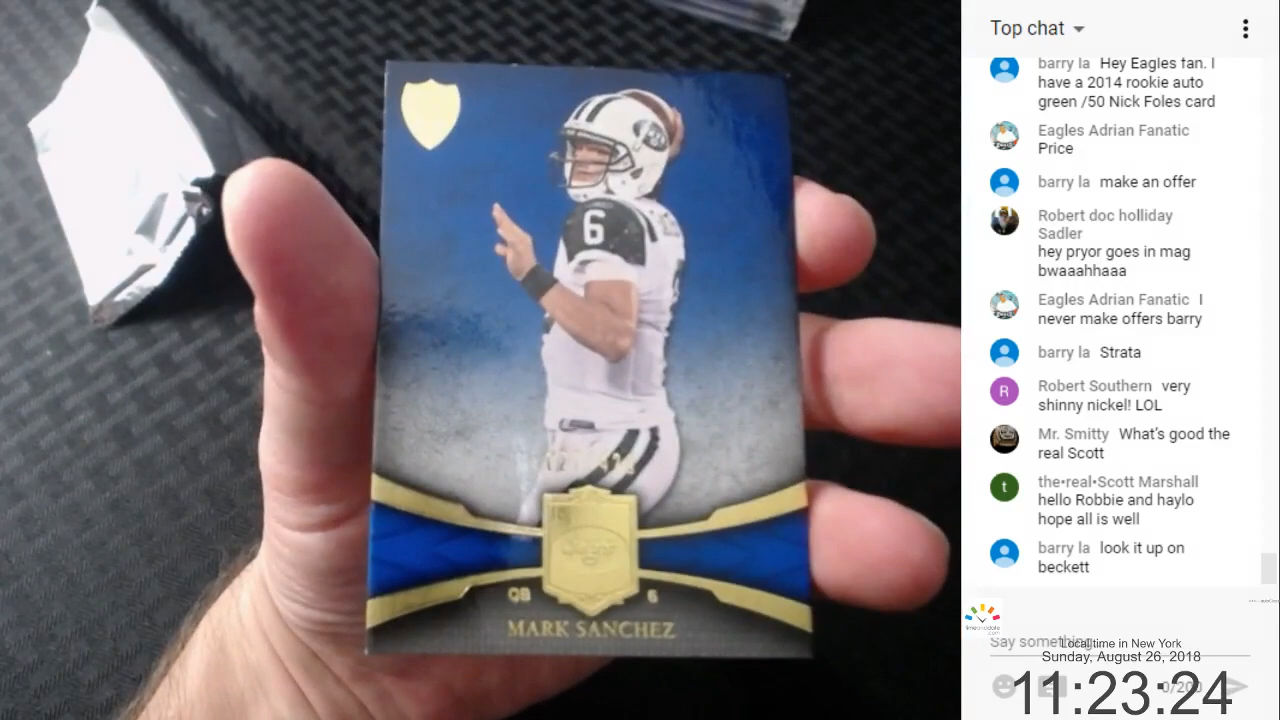 6
QB
6
MARK SANCHEZ
Top chat
barry la Hey Eagles fan. I
have a 2014 rookie auto
green /50 Nick Foles card
Eagles Adrian Fanatic
Price
barry la make an offer
Robert doc holliday
Sadler
hey pryor goes in mag
bwaaahhaaa
Eagles Adrian Fanatic I
never make offers barry
barry la Strata
R
Robert Southern very
shinny nickel! LOL
Mr. Smitty What's good the
real Scott
t
the•real•Scott Marshall
hello Robbie and haylo
hope all is well
barry la look it up on
beckett
Say something...
Local time in New York
Sunday, August 26, 2018
0/200
11:23:24